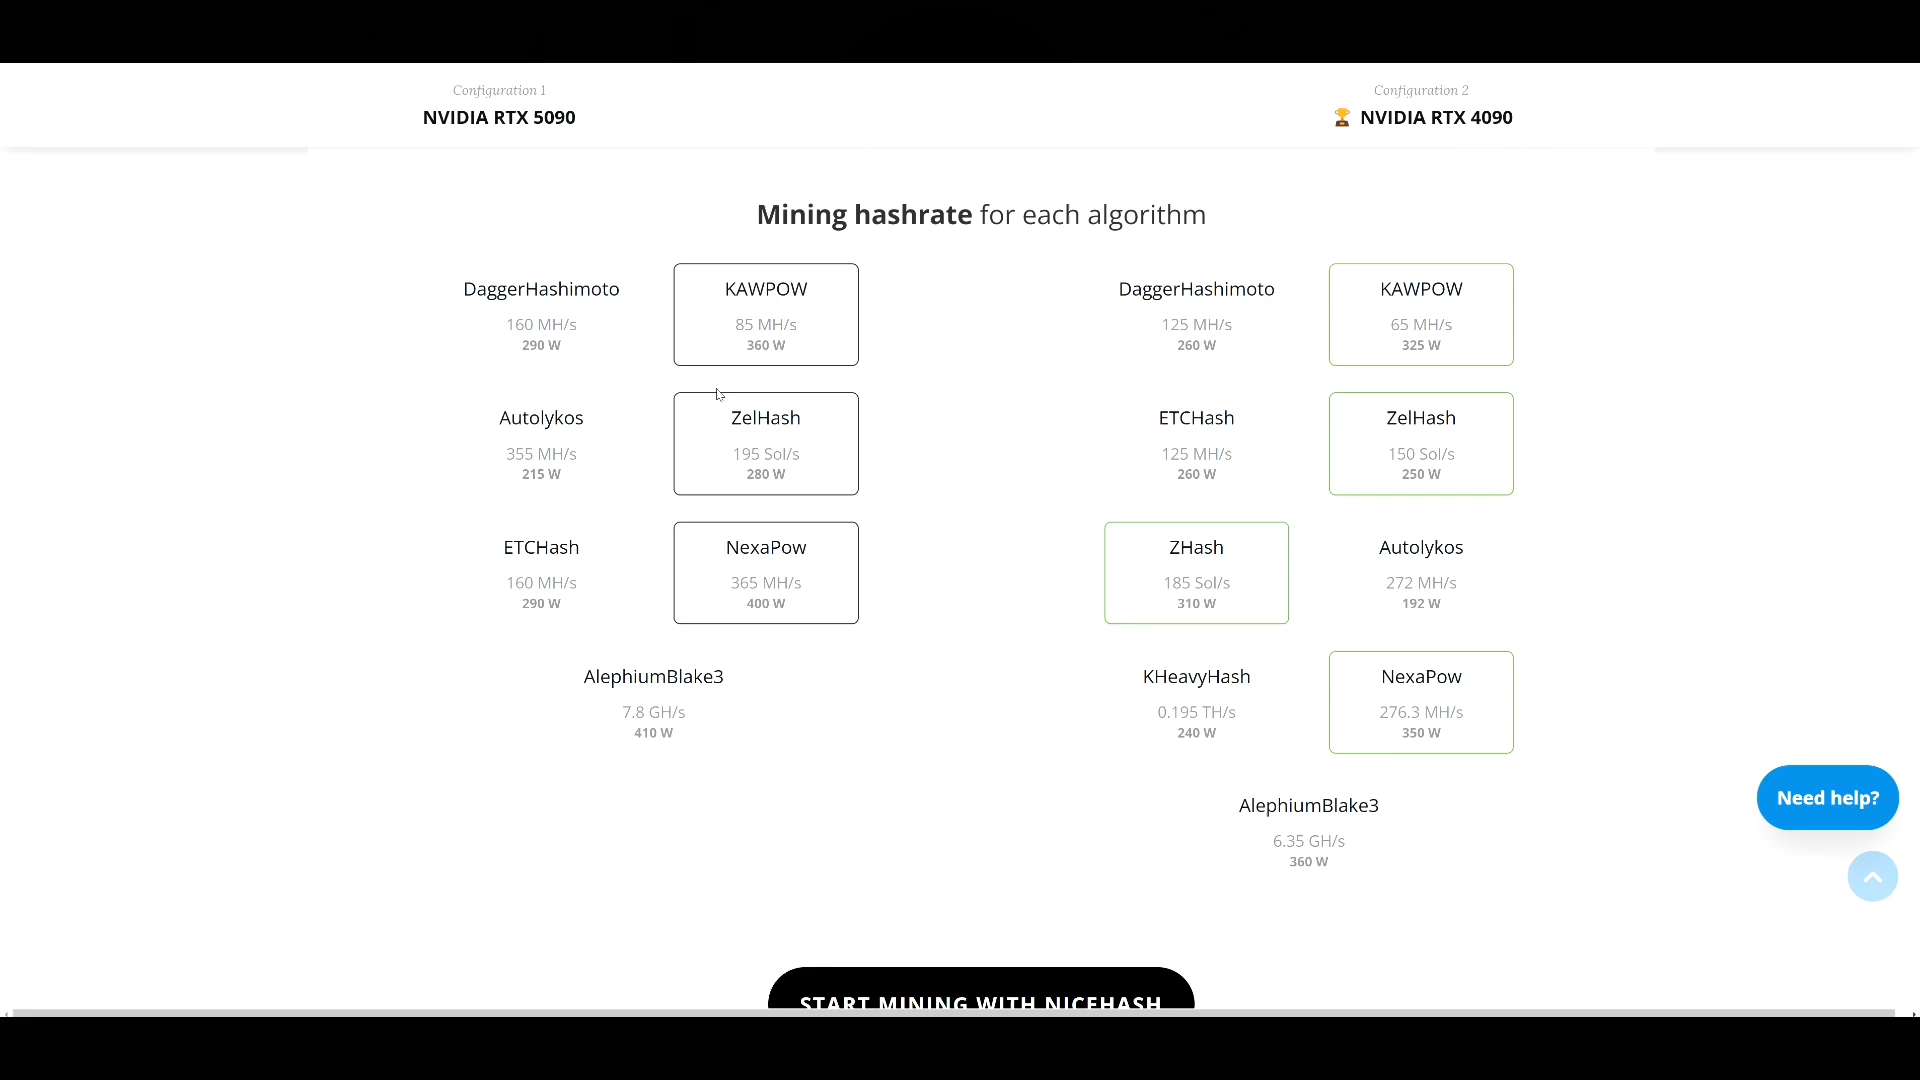 Configuration 1
NVIDIA RTX 5090
Configuration 2
🏆 NVIDIA RTX 4090
Mining hashrate for each algorithm
DaggerHashimoto
160 MH/s
290 W
KAWPOW
85 MH/s
360 W
Autolykos
355 MH/s
215 W
ZelHash
195 Sol/s
280 W
ETCHash
160 MH/s
290 W
NexaPow
365 MH/s
400 W
AlephiumBlake3
7.8 GH/s
410 W
DaggerHashimoto
125 MH/s
260 W
KAWPOW
65 MH/s
325 W
ETCHash
125 MH/s
260 W
ZelHash
150 Sol/s
250 W
ZHash
185 Sol/s
310 W
Autolykos
272 MH/s
192 W
KHeavyHash
0.195 TH/s
240 W
NexaPow
276.3 MH/s
350 W
AlephiumBlake3
6.35 GH/s
360 W
Need help?
START MINING WITH NICEHASH